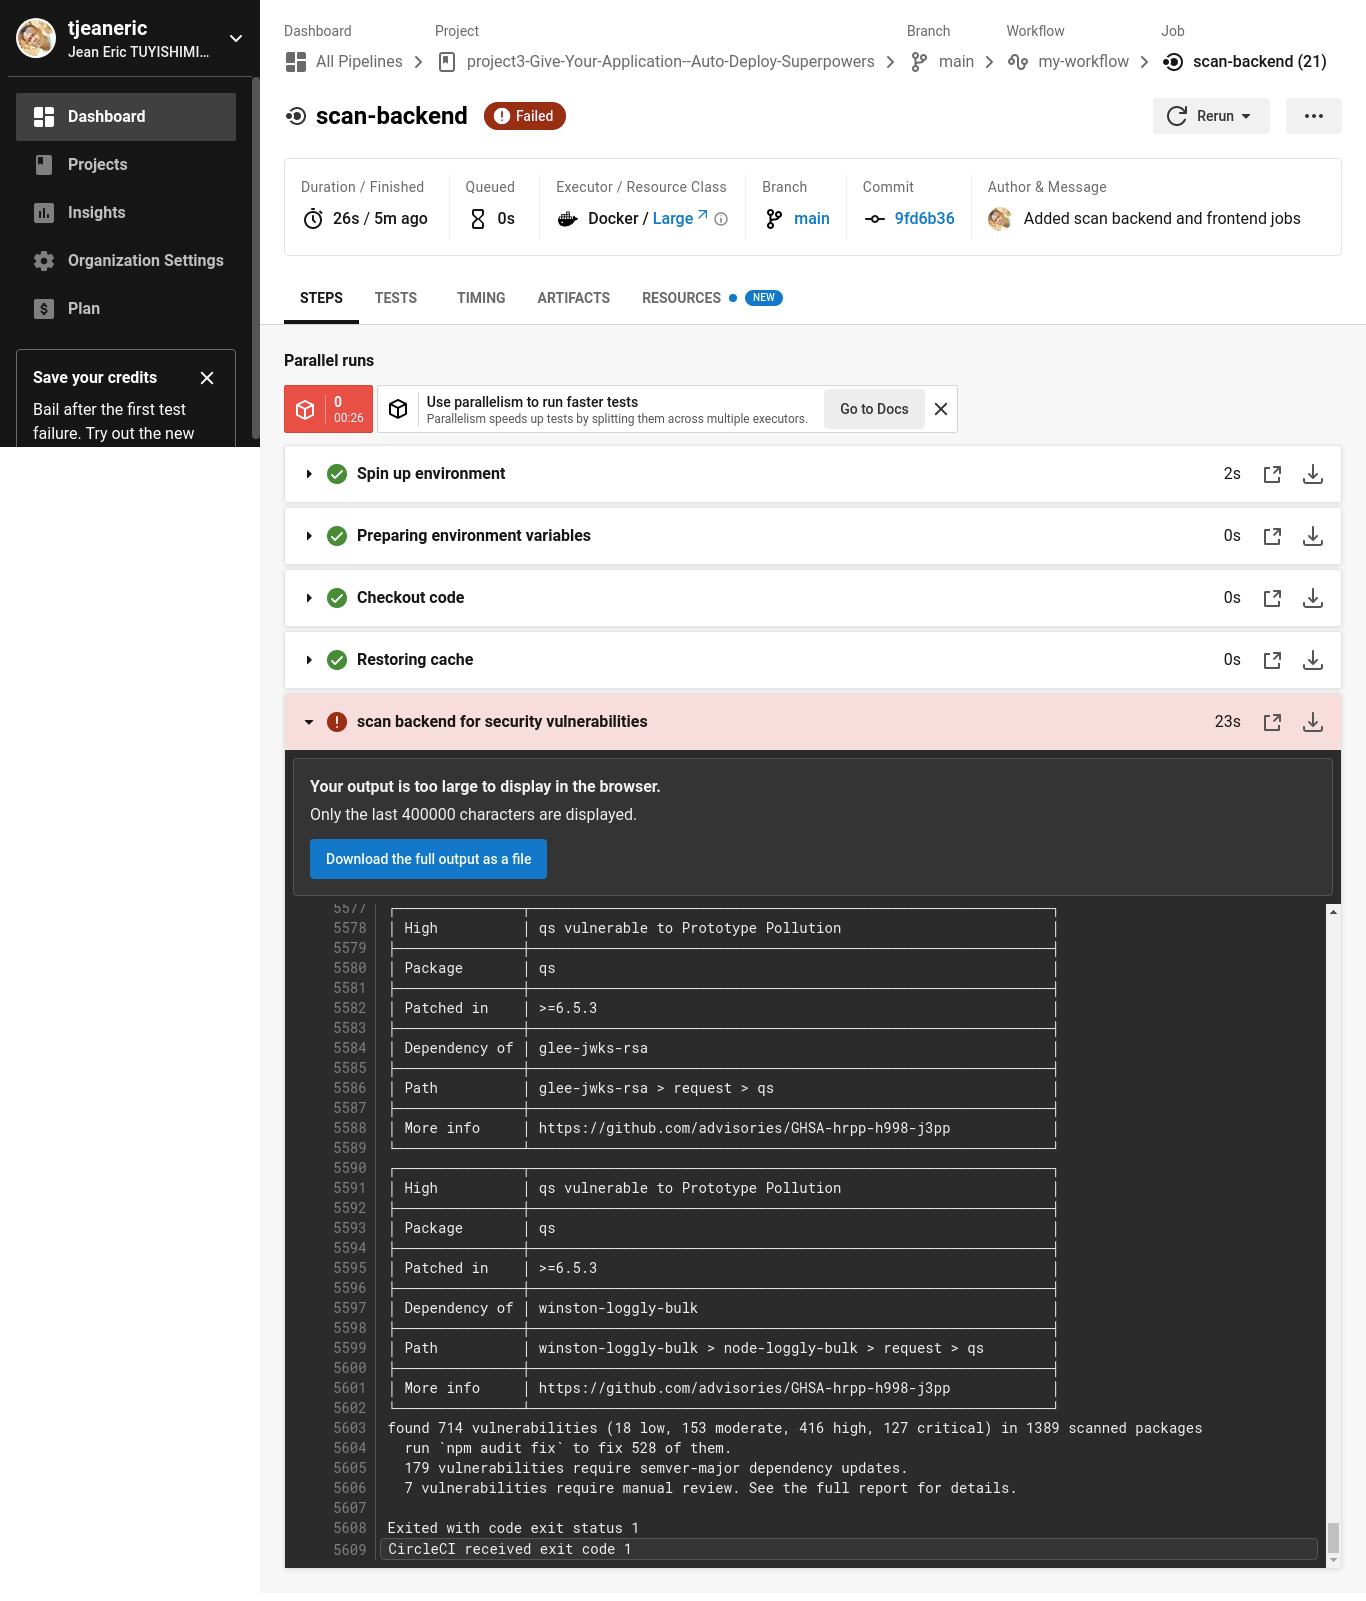 tjeaneric
Jean Eric TUYISHIMI...
Dashboard
Projects
Insights
Organization Settings
Plan
Save your credits
Bail after the first test
failure. Try out the new
Dashboard Project Branch Workflow Job
All Pipelines project3-Give-Your-Application--Auto-Deploy-Superpowers main my-workflow scan-backend (21)
scan-backend Failed Rerun
Duration / Finished Queued Executor / Resource Class Branch Commit Author & Message
26s / 5m ago 0s Docker / Large main 9fd6b36 Added scan backend and frontend jobs
STEPS TESTS TIMING ARTIFACTS RESOURCES NEW
Parallel runs
0
00:26
Use parallelism to run faster tests
Parallelism speeds up tests by splitting them across multiple executors.
Go to Docs
Spin up environment 2s
Preparing environment variables 0s
Checkout code 0s
Restoring cache 0s
scan backend for security vulnerabilities 23s
Your output is too large to display in the browser.
Only the last 400000 characters are displayed.
Download the full output as a file
5577
5578 High qs vulnerable to Prototype Pollution
5579
5580 Package qs
5581
5582 Patched in >=6.5.3
5583
5584 Dependency of glee-jwks-rsa
5585
5586 Path glee-jwks-rsa > request > qs
5587
5588 More info https://github.com/advisories/GHSA-hrpp-h998-j3pp
5589
5590
5591 High qs vulnerable to Prototype Pollution
5592
5593 Package qs
5594
5595 Patched in >=6.5.3
5596
5597 Dependency of winston-loggly-bulk
5598
5599 Path winston-loggly-bulk > node-loggly-bulk > request > qs
5600
5601 More info https://github.com/advisories/GHSA-hrpp-h998-j3pp
5602
5603 found 714 vulnerabilities (18 low, 153 moderate, 416 high, 127 critical) in 1389 scanned packages
5604 run `npm audit fix` to fix 528 of them.
5605 179 vulnerabilities require semver-major dependency updates.
5606 7 vulnerabilities require manual review. See the full report for details.
5607
5608 Exited with code exit status 1
5609 CircleCI received exit code 1